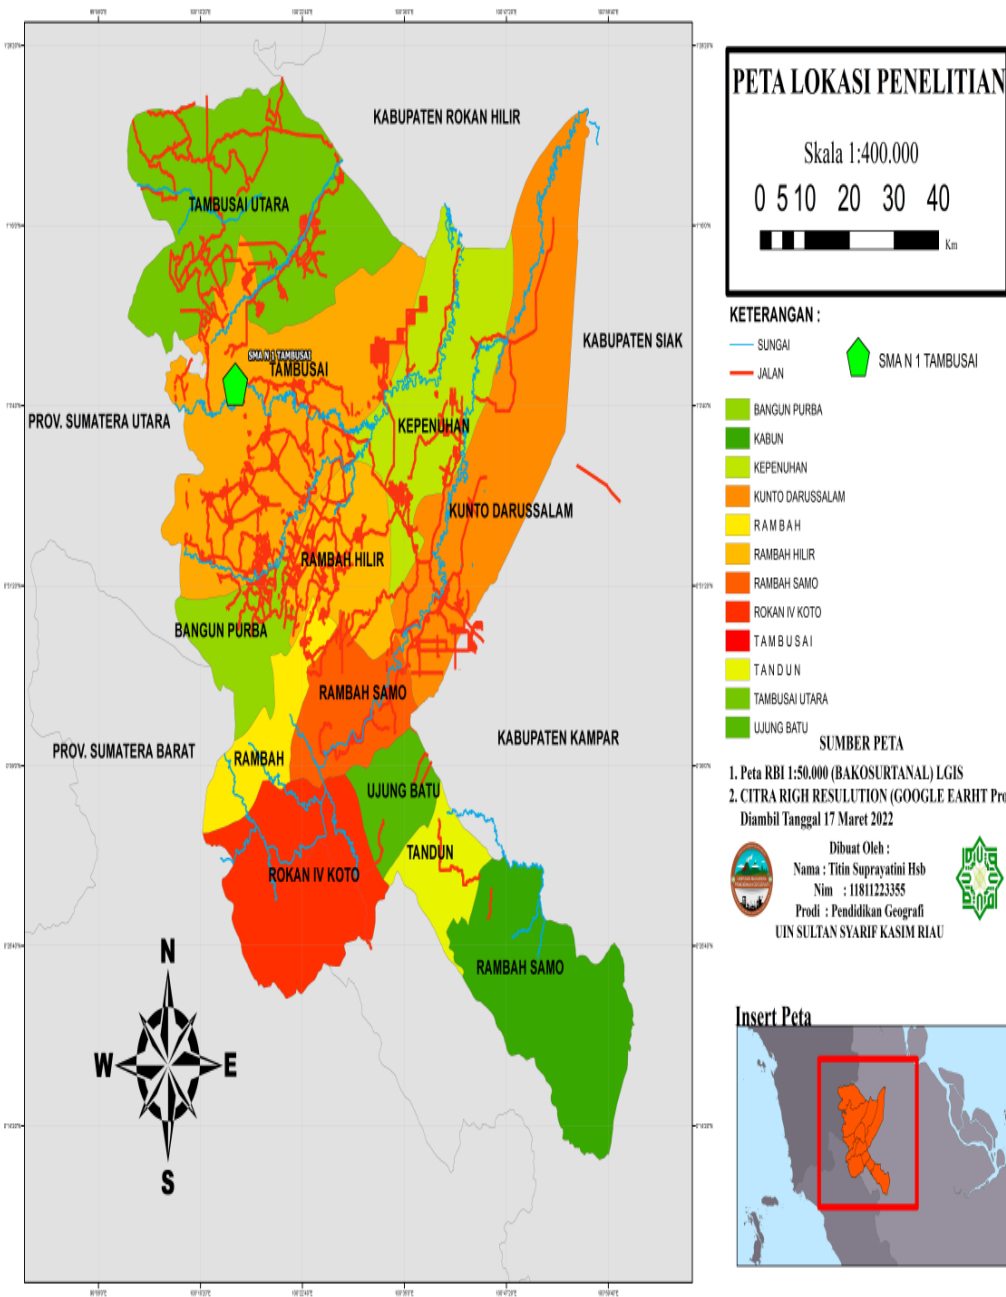 KABUPATEN ROKAN HILIR
TAMBUSAI UTARA
KABUPATEN SIAK
SMA N 1 TAMBUSAI
TAMBUSAI
PROV. SUMATERA UTARA
KEPENUHAN
KUNTO DARUSSALAM
RAMBAH HILIR
BANGUN PURBA
RAMBAH SAMO
PROV. SUMATERA BARAT
RAMBAH
KABUPATEN KAMPAR
UJUNG BATU
TANDUN
ROKAN IV KOTO
RAMBAH SAMO
N
W
E
S
PETA LOKASI PENELITIAN
Skala 1:400.000
0 5 10 20 30 40
Km
KETERANGAN :
SUNGAI
JALAN
SMA N 1 TAMBUSAI
BANGUN PURBA
KABUN
KEPENUHAN
KUNTO DARUSSALAM
R A M B A H
RAMBAH HILIR
RAMBAH SAMO
ROKAN IV KOTO
T A M B U S A I
T A N D U N
TAMBUSAI UTARA
UJUNG BATU
SUMBER PETA
1. Peta RBI 1:50.000 (BAKOSURTANAL) LGIS
2. CITRA RIGH RESULUTION (GOOGLE EARHT Pro
Diambil Tanggal 17 Maret 2022
Dibuat Oleh :
Nama : Titin Suprayatini Hsb
Nim : 11811223355
Prodi : Pendidikan Geografi
UIN SULTAN SYARIF KASIM RIAU
Insert Peta